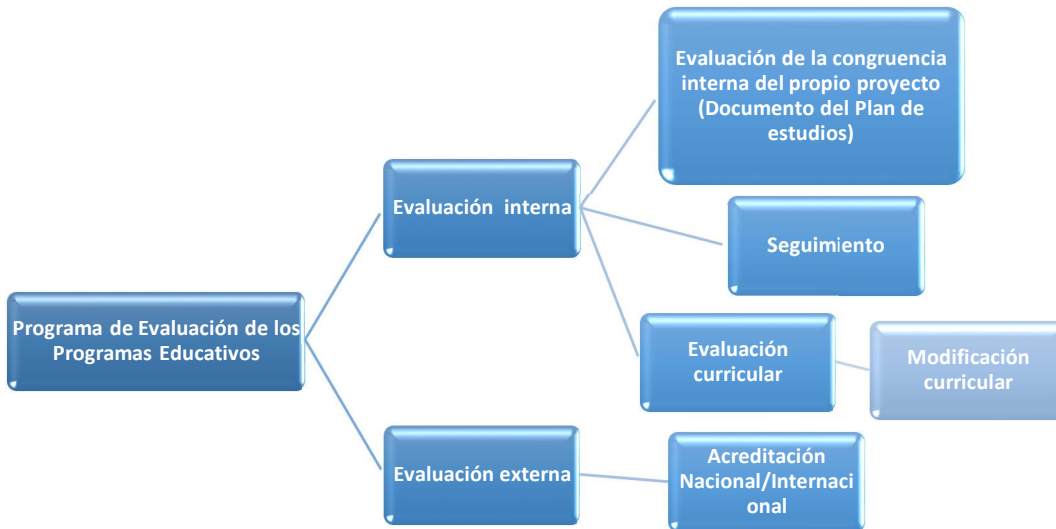 Evaluación de la congruencia
interna del propio proyecto
(Documento del Plan de
estudios)
Evaluación interna
Seguimiento
Programa de Evaluación de los
Programas Educativos
Evaluación
curricular
Modificación
curricular
Evaluación externa
Acreditación
Nacional/Internaci
onal